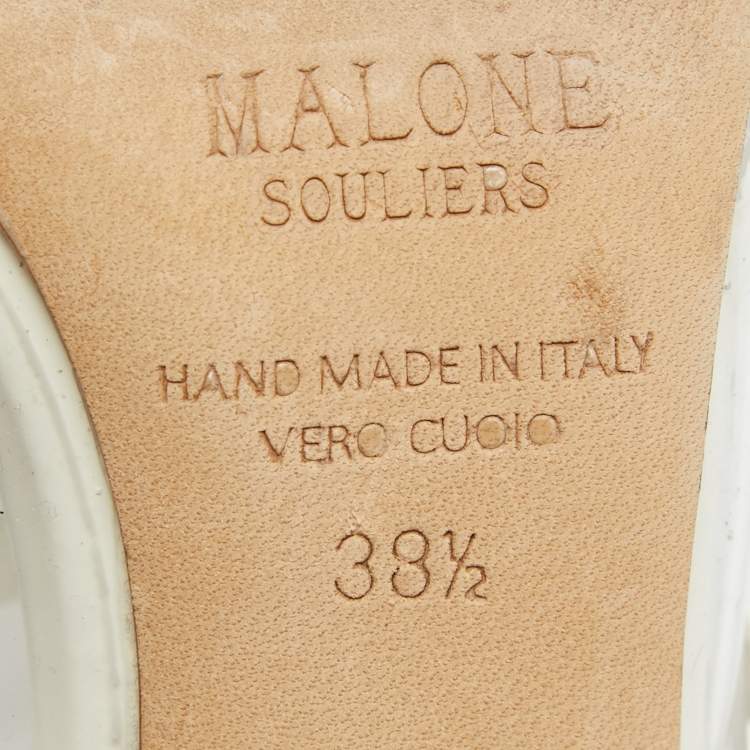 MALONE
SOULIERS
HAND MADE IN ITALY
VERO CUOIO
38½